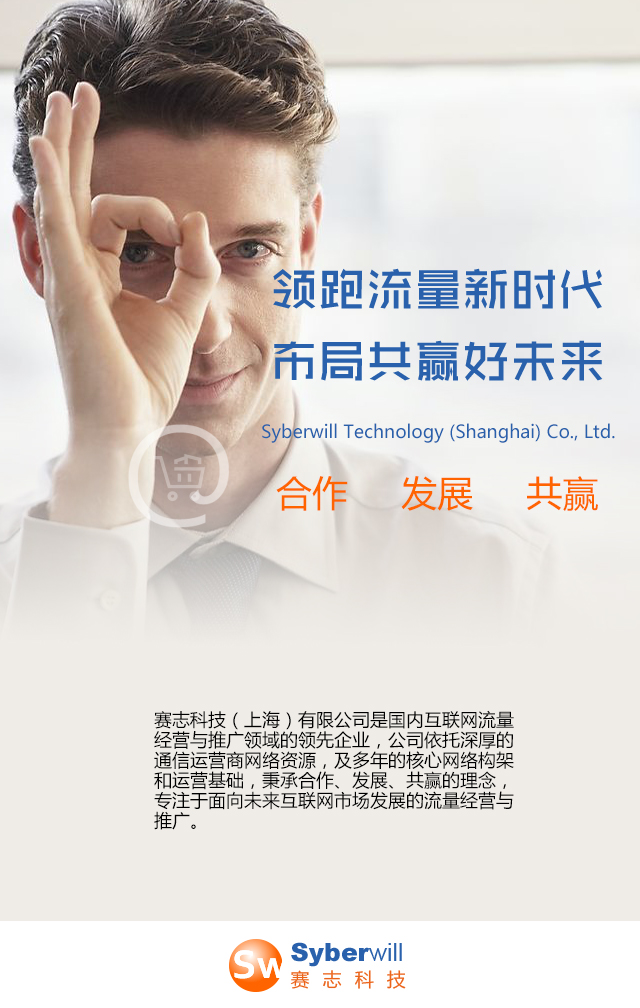 领跑流量新时代
布局共赢好未来
Syberwill Technology (Shanghai) Co., Ltd.
合作 发展 共赢
赛志科技（上海）有限公司是国内互联网流量
经营与推广领域的领先企业，公司依托深厚的
通信运营商网络资源，及多年的核心网络构架
和运营基础，秉承合作、发展、共赢的理念，
专注于面向未来互联网市场发展的流量经营与
推广。
Sw
Syberwill
赛志科技